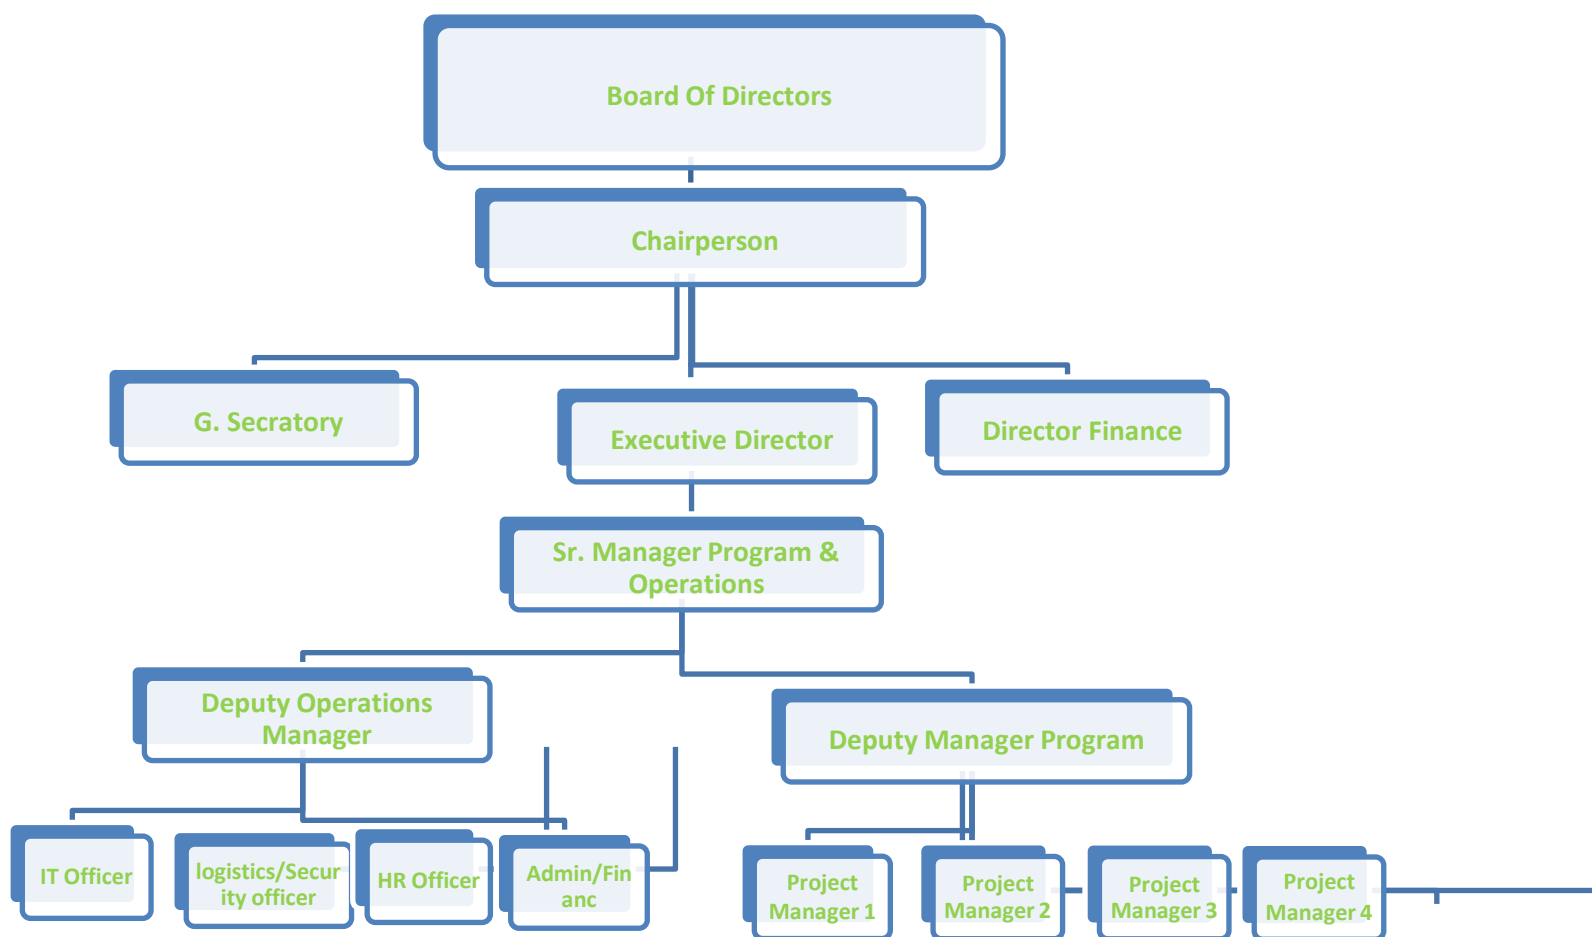 Board Of Directors
Chairperson
G. Secratory
Executive Director
Director Finance
Sr. Manager Program &
Operations
Deputy Operations
Manager
Deputy Manager Program
IT Officer
logistics/Secur
ity officer
HR Officer
Admin/Fin
anc
Project
Manager 1
Project
Manager 2
Project
Manager 3
Project
Manager 4